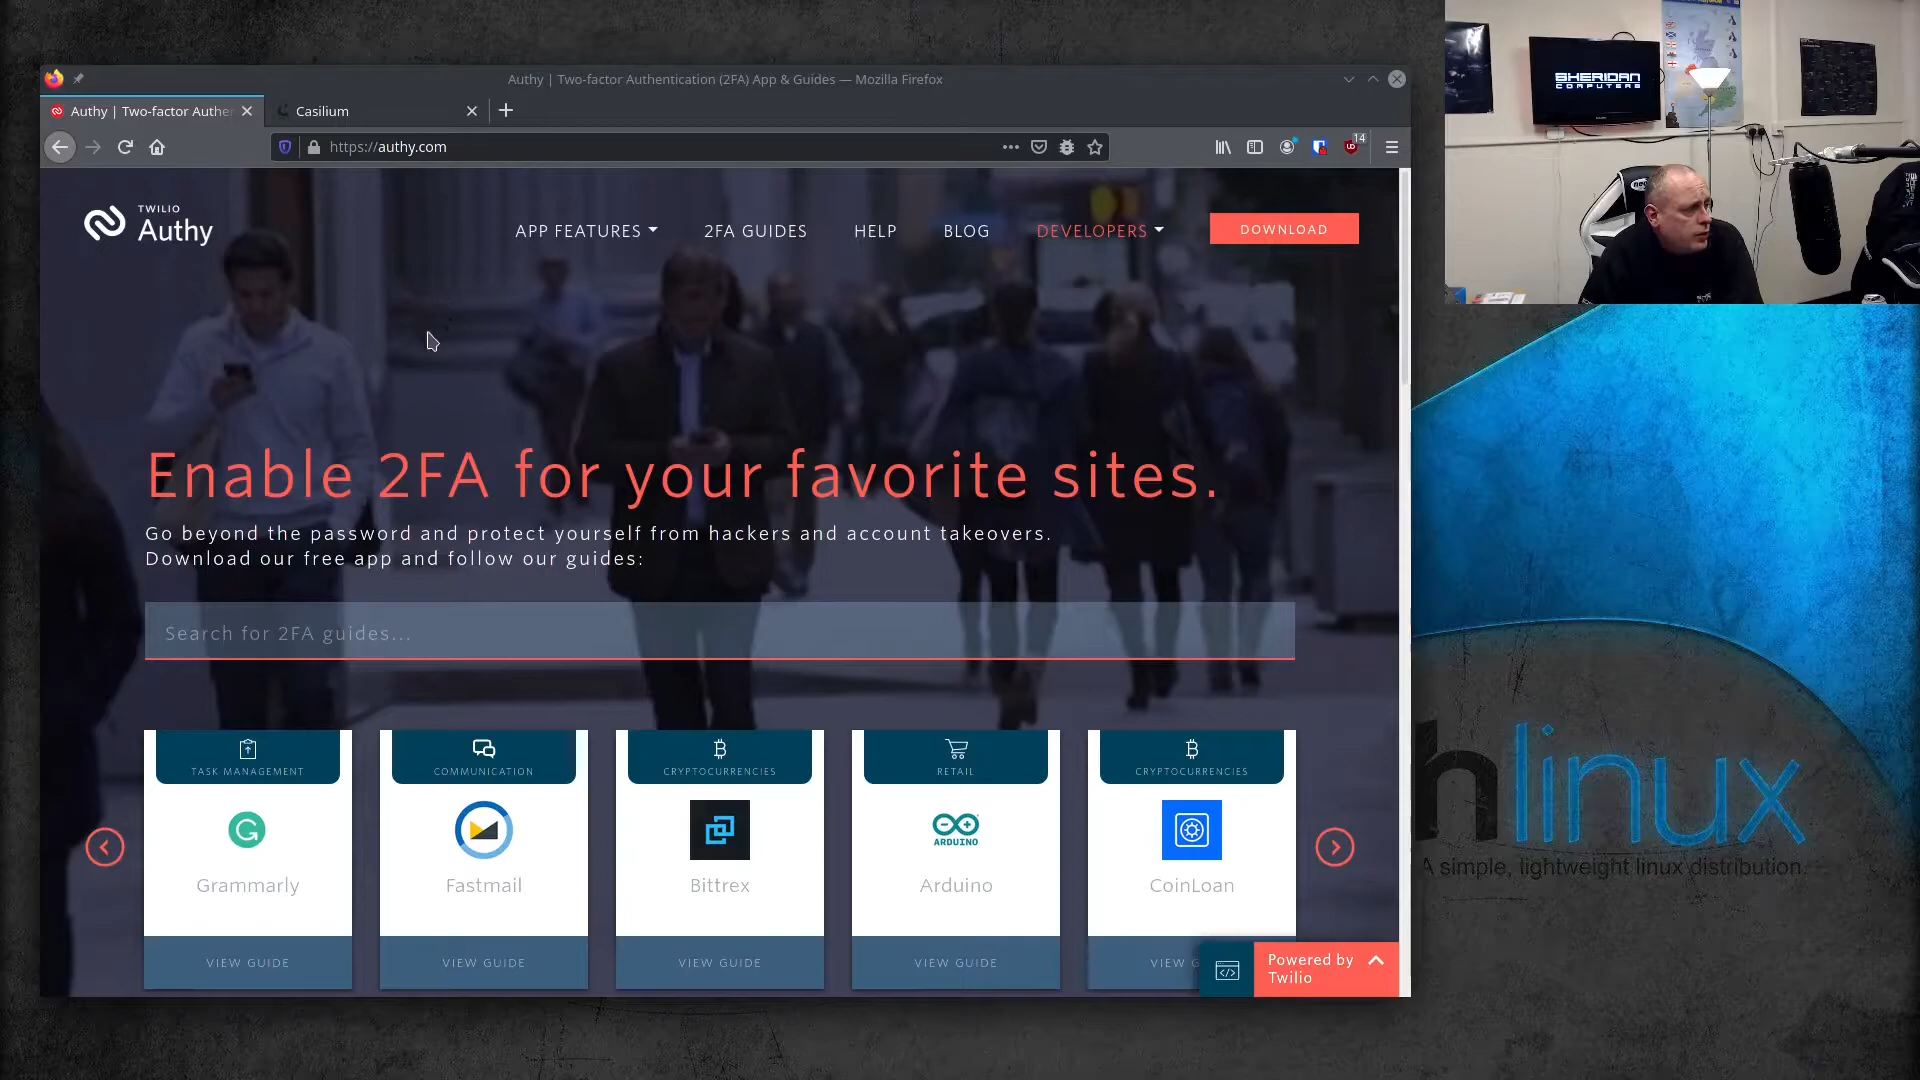 Authy | Two-factor Authentication (2FA) App & Guides — Mozilla Firefox
Authy | Two-factor Auther
Casilium
https://authy.com
14
TWILIO
Authy
APP FEATURES
2FA GUIDES
HELP
BLOG
DEVELOPERS
DOWNLOAD
Enable 2FA for your favorite sites.
Go beyond the password and protect yourself from hackers and account takeovers.
Download our free app and follow our guides:
Search for 2FA guides...
TASK MANAGEMENT
COMMUNICATION
CRYPTOCURRENCIES
RETAIL
CRYPTOCURRENCIES
ARDUINO
Grammarly
Fastmail
Bittrex
Arduino
CoinLoan
VIEW GUIDE
VIEW GUIDE
VIEW GUIDE
VIEW GUIDE
VIEW G
Powered by
Twilio
SHERIDAN
COMPUTERS
hlinux
A simple, lightweight linux distribution.